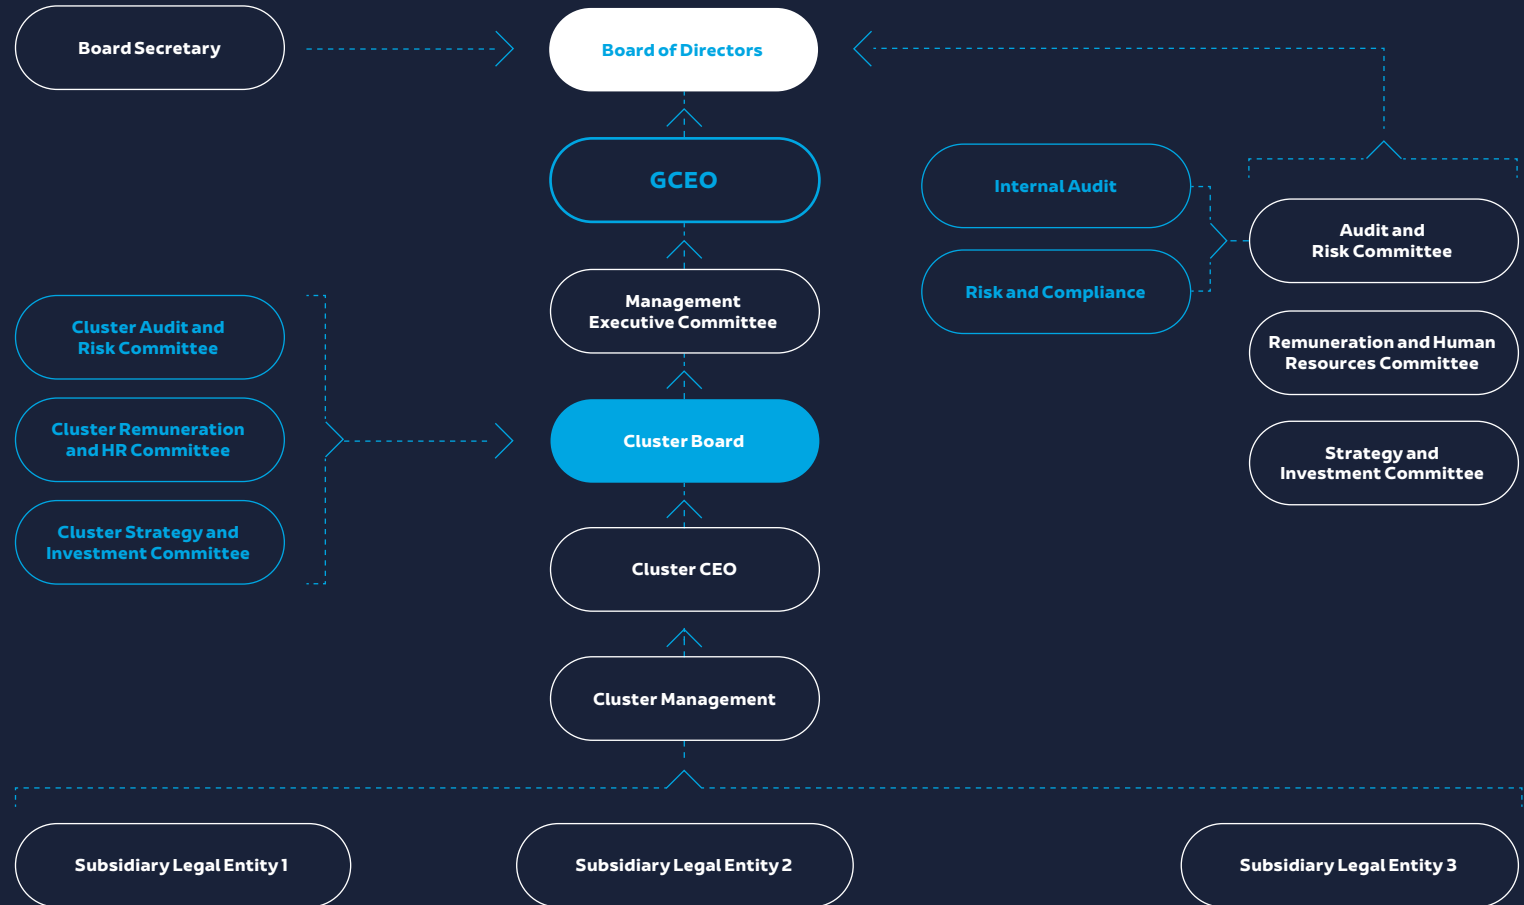 Board Secretary
Board of Directors
GCEO
Internal Audit
Audit and
Risk Committee
Management
Executive Committee
Risk and Compliance
Cluster Audit and
Risk Committee
Remuneration and Human
Resources Committee
Cluster Remuneration
and HR Committee
Cluster Board
Strategy and
Investment Committee
Cluster Strategy and
Investment Committee
Cluster CEO
Cluster Management
Subsidiary Legal Entity 1
Subsidiary Legal Entity 2
Subsidiary Legal Entity 3